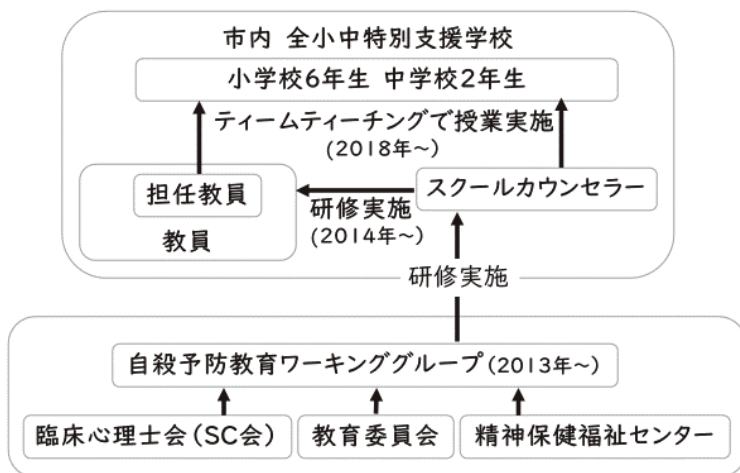 市内 全小中特別支援学校
小学校6年生 中学校2年生
ティームティーチングで授業実施
(2018年～)
担任教員
教員
研修実施
(2014年～)
スクールカウンセラー
研修実施
自殺予防教育ワーキンググループ(2013年～)
臨床心理士会(SC会)
教育委員会
精神保健福祉センター